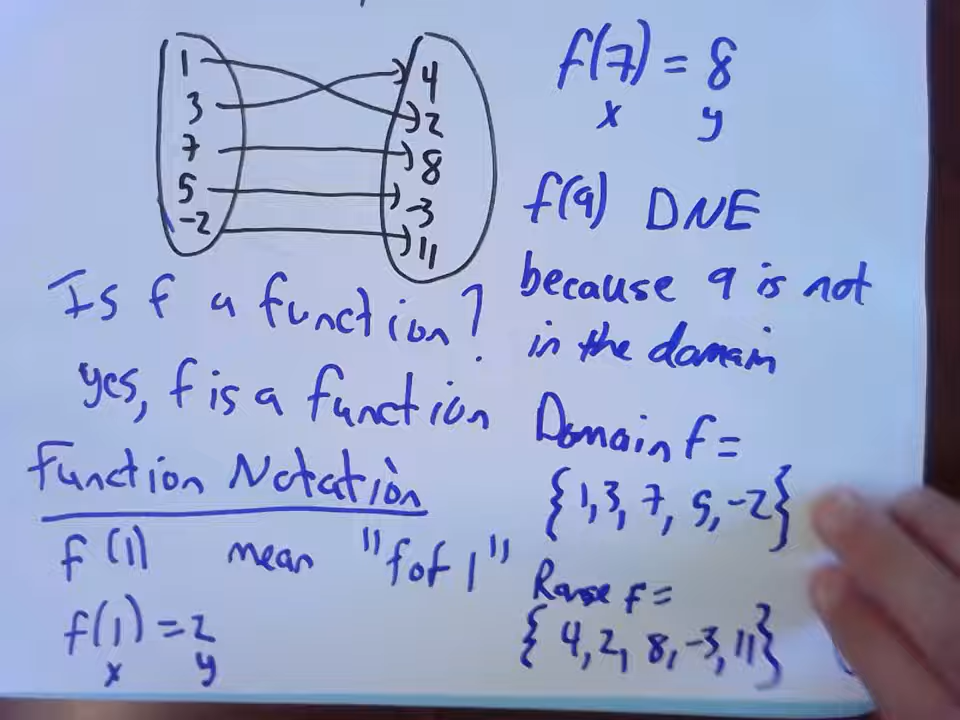 1
3
7
5
-2
4
2
8
-3
11
Is f a function?
yes, f is a function
Function Notation
f(1) mean "f of 1"
f(1) = 2
x y
f(7) = 8
x y
f(9) DNE
because 9 is not
in the domain
Domain f =
{1, 3, 7, 5, -2}
Range f =
{4, 2, 8, -3, 11}